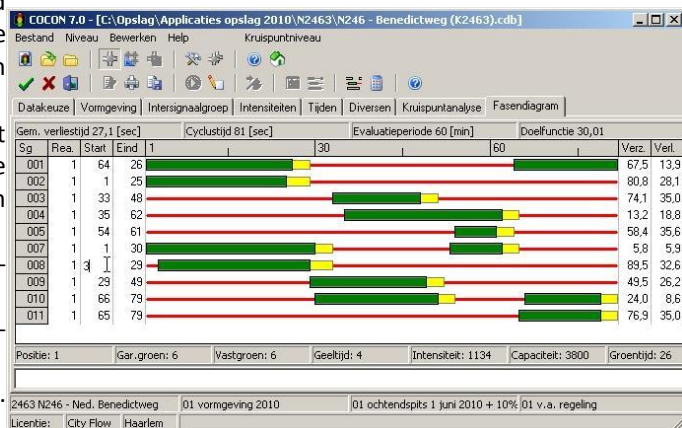 COCON 7.0 - [C:\Opslag\Applicaties opslag 2010\N2463\N246 - Benedictweg (K2463).cdb]
Bestand Niveau Bewerken Help Kruispuntniveau
Datakeuze Vormgeving Intersignaalgroep Intensiteiten Tijden Diversen Kruispuntanalyse Fasendiagram
Gem. verliestijd 27,1 [sec] Cyclustijd 81 [sec] Evaluatieperiode 60 [min] Doelfunctie 30,01
Sg Rea. Start Eind 1 30 60 Verz. Verl.
001 1 64 26 67,5 13,9
002 1 1 25 80,8 28,1
003 1 33 48 74,1 35,0
004 1 35 62 13,2 18,8
005 1 54 61 58,4 35,6
007 1 1 30 5,8 5,9
008 1 3 29 89,5 32,6
009 1 29 49 49,5 26,2
010 1 66 79 24,0 8,6
011 1 65 79 76,9 35,0
Positie: 1 Gar.groen: 6 Vastgroen: 6 Geeltijd: 4 Intensiteit: 1134 Capaciteit: 3800 Groentijd: 26
2463 N246 - Ned. Benedictweg 01 vormgeving 2010 01 ochtendspits 1 juni 2010 + 10% 01 v.a. regeling
Licentie: City Flow Haarlem